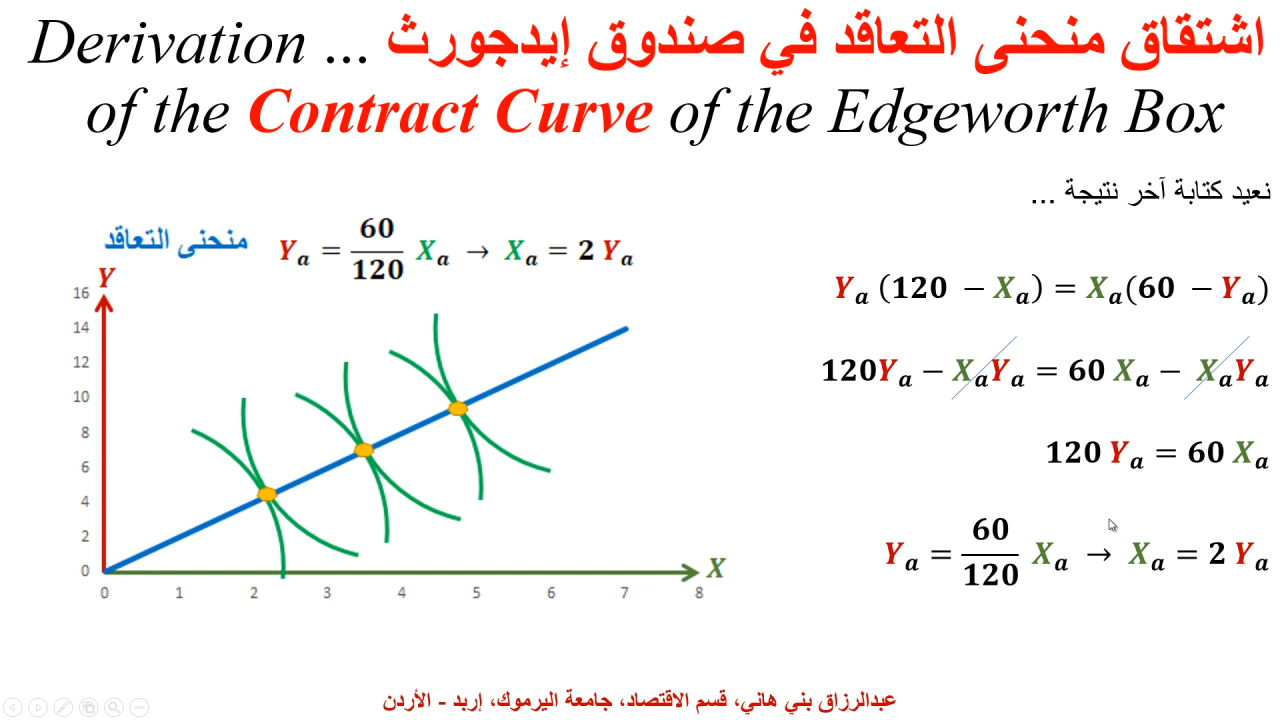 اشتقاق منحنى التعاقد في صندوق إيدجورث ... Derivation
of the Contract Curve of the Edgeworth Box
نعيد كتابة آخر نتيجة ...
منحنى التعاقد Yₐ = 60/120 Xₐ → Xₐ = 2 Yₐ
Yₐ (120 − Xₐ) = Xₐ(60 − Yₐ)
120Yₐ − XₐYₐ = 60 Xₐ − XₐYₐ
120 Yₐ = 60 Xₐ
Yₐ = 60/120 Xₐ → Xₐ = 2 Yₐ
Y
16
14
12
10
8
6
4
2
0
X
0 1 2 3 4 5 6 7 8
عبدالرزاق بني هاني، قسم الاقتصاد، جامعة اليرموك، إربد - الأردن